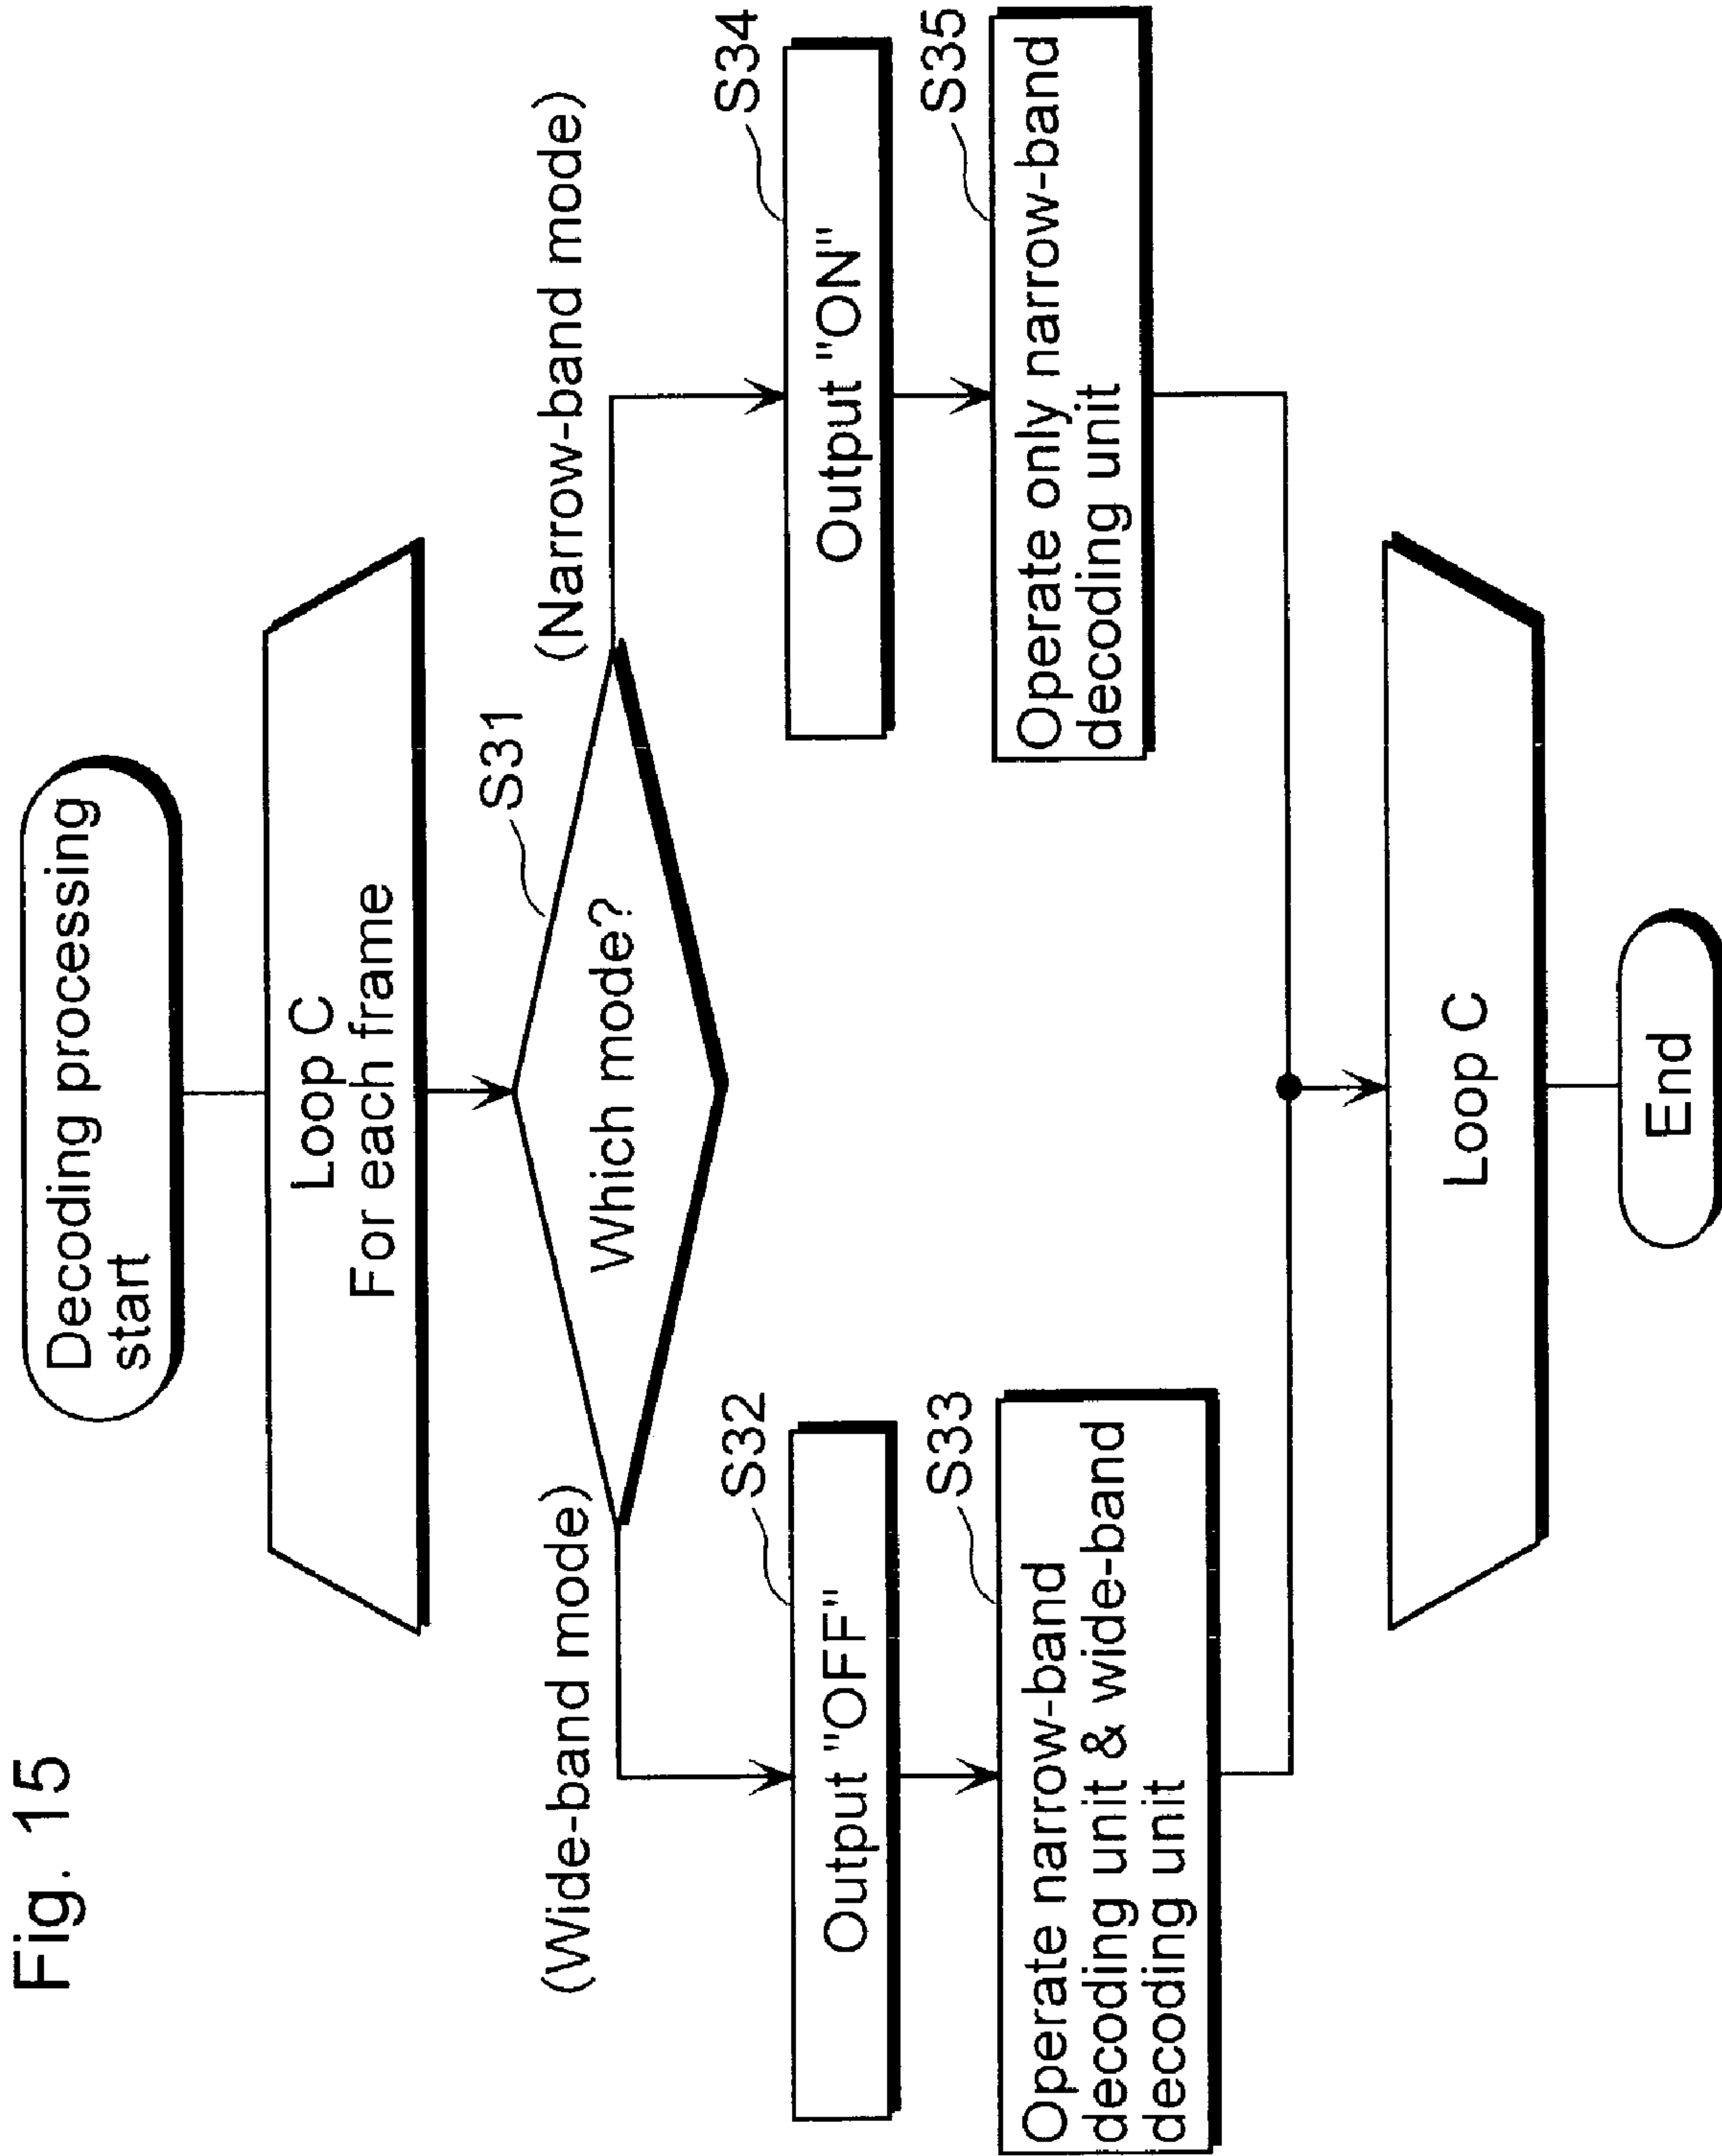 Fig. 15
Decoding processing
start
Loop C
For each frame
S31
Which mode?
(Wide-band mode)
S32
Output "OFF"
S33
Operate narrow-band
decoding unit & wide-band
decoding unit
(Narrow-band mode)
S34
Output "ON"
S35
Operate only narrow-band
decoding unit
Loop C
End